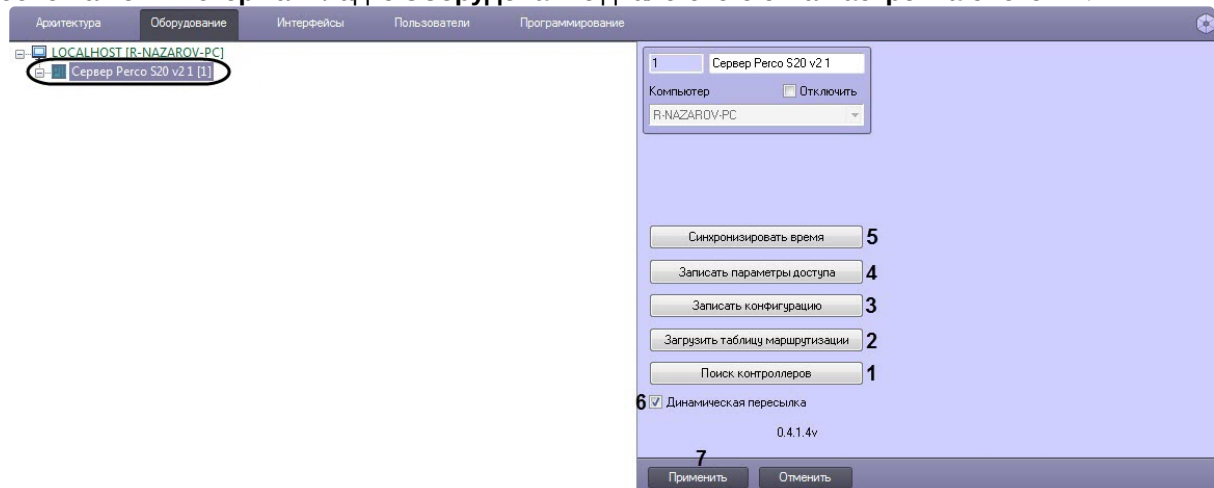 Архитектура Оборудование Интерфейсы Пользователи Программирование
LOCALHOST [R-NAZAROV-PC]
Сервер Perco S20 v2 1 [1]
1 Сервер Perco S20 v2 1
Компьютер Отключить
R-NAZAROV-PC
Синхронизировать время 5
Записать параметры доступа 4
Записать конфигурацию 3
Загрузить таблицу маршрутизации 2
Поиск контроллеров 1
6 Динамическая пересылка
0.4.1.4v
7
Применить Отменить